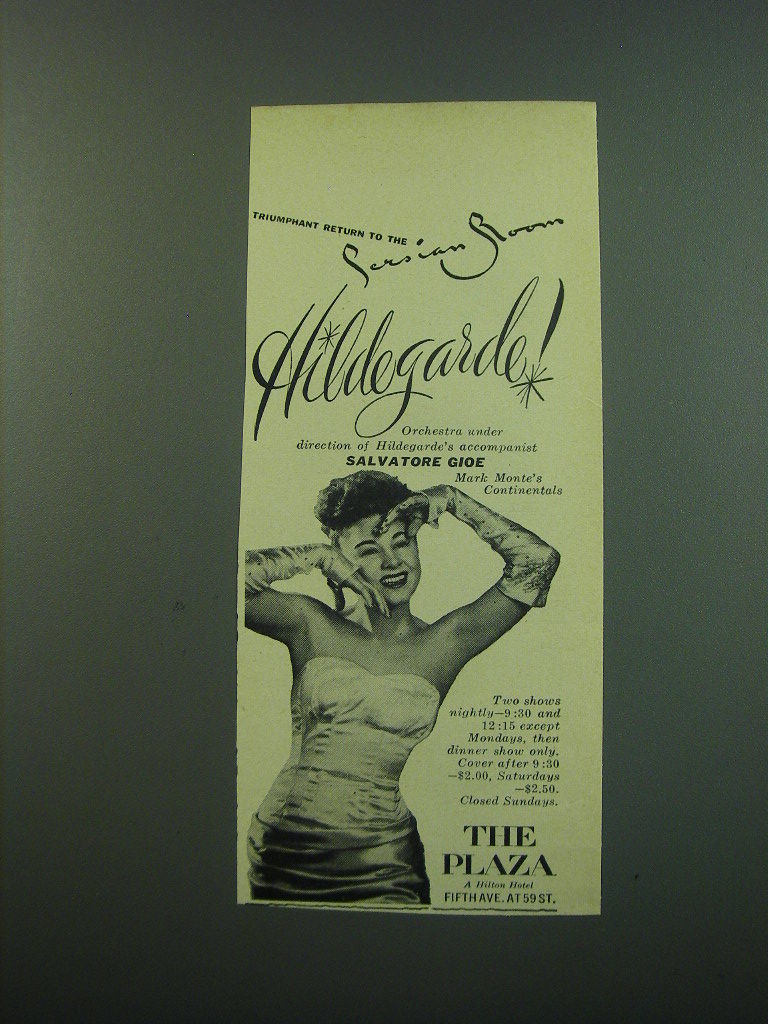 TRIUMPHANT RETURN TO THE Persian Room
Hildegarde!
Orchestra under
direction of Hildegarde's accompanist
SALVATORE GIOE
Mark Monte's
Continentals
Two shows
nightly—9:30 and
12:15 except
Mondays, then
dinner show only.
Cover after 9:30
—$2.00, Saturdays
—$2.50.
Closed Sundays.
THE
PLAZA
A Hilton Hotel
FIFTH AVE. AT 59 ST.